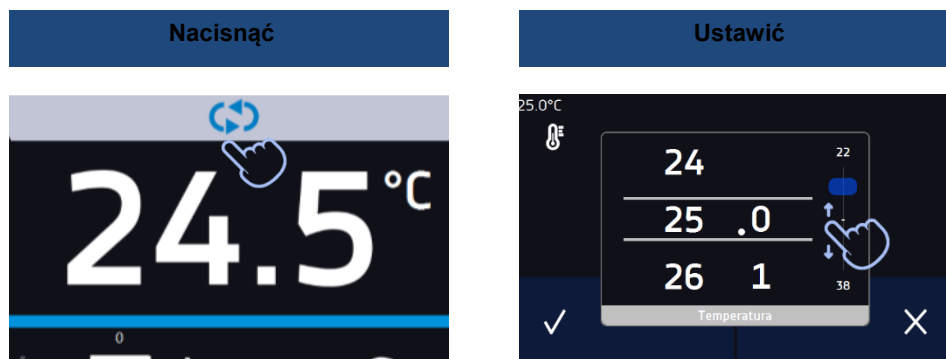 Nacisnąć
24.5°C
0
Ustawić
25.0°C
24
25 .0
26 1
22
-
38
Temperatura